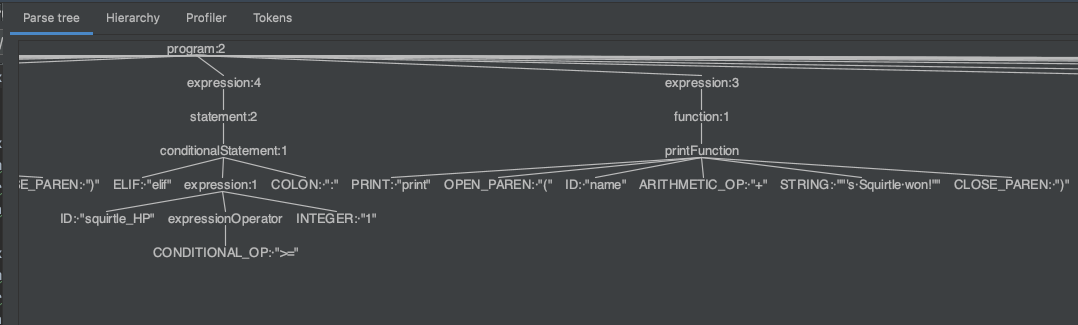 Parse tree Hierarchy Profiler Tokens
program:2
expression:4 expression:3
statement:2 function:1
conditionalStatement:1 printFunction
E_PAREN:·")" ELIF:·"elif" expression:1 COLON:·":" PRINT:·"print" OPEN_PAREN:·"(" ID:·"name" ARITHMETIC_OP:·"+" STRING:·""'s·Squirtle·won!"" CLOSE_PAREN:·")"
ID:·"squirtle_HP" expressionOperator INTEGER:·"1"
CONDITIONAL_OP:·">="